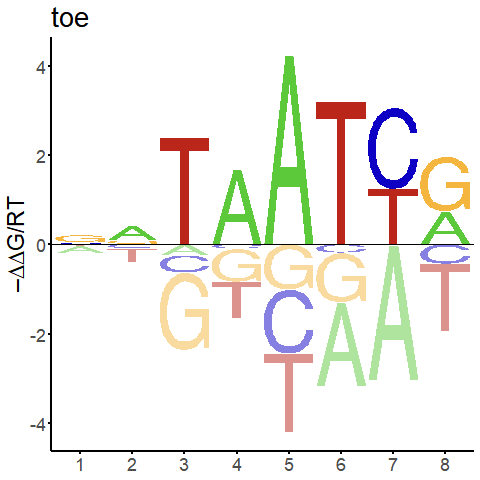 toe
−ΔΔG/RT
4
2
0
-2
-4
G A T A A T C G
T A
A G T A C G G C C
C G T G C G A A T
T
1 2 3 4 5 6 7 8